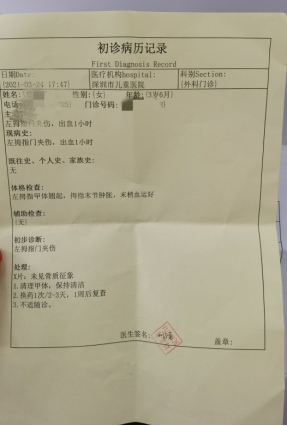 初诊病历记录
First Diagnosis Record
(日期Date: 医疗机构hospital: 科别Section:
(2021-03-24 17:47) 深圳市儿童医院 (外科门诊)
姓名: 性别:(女) 年龄:(3岁6月)
电话 门诊号码:
主
左拇指门夹伤，出血1小时
现病史:
左拇指门夹伤，出血1小时
既往史、个人史、家族史:
无
体格检查:
左拇指甲体翘起，拇指末节肿胀，末梢血运好
辅助检查:
(无)
初步诊断:
左拇指门夹伤
处理:
X片：未见骨质征象
1.清理甲体，保持清洁
2.换药1次/2-3天，1周后复查
3.不适随诊。
医生签名: 盖章: